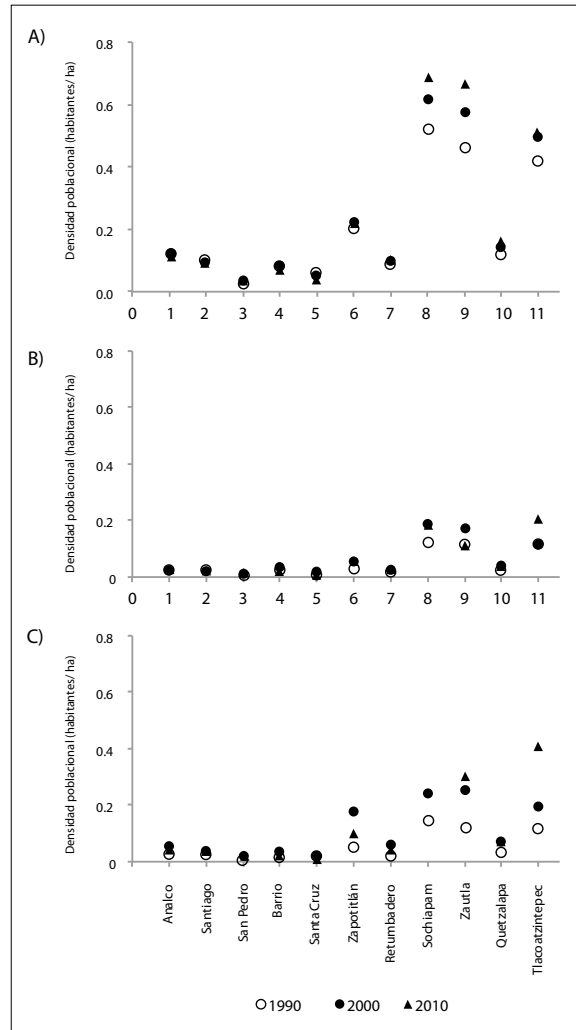 A)
Densidad poblacional (habitantes/ ha)
0.8
0.6
0.4
0.2
0.0
0 1 2 3 4 5 6 7 8 9 10 11
B)
Densidad poblacional (habitantes/ ha)
0.8
0.6
0.4
0.2
0
0 1 2 3 4 5 6 7 8 9 10 11
C)
Densidad poblacional (habitantes/ ha)
0.8
0.6
0.4
0.2
0
Analco
Santiago
San Pedro
Barrio
Santa Cruz
Zapotitlán
Retumbadero
Sochiapam
Zautla
Quetzalapa
Tlacoatzintepec
1990 2000 2010